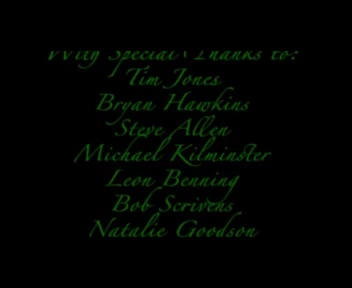 With Special Thanks to:
Tim Jones
Bryan Hawkins
Steve Allen
Michael Kilminster
Leon Benning
Bob Scrivens
Natalie Goodson